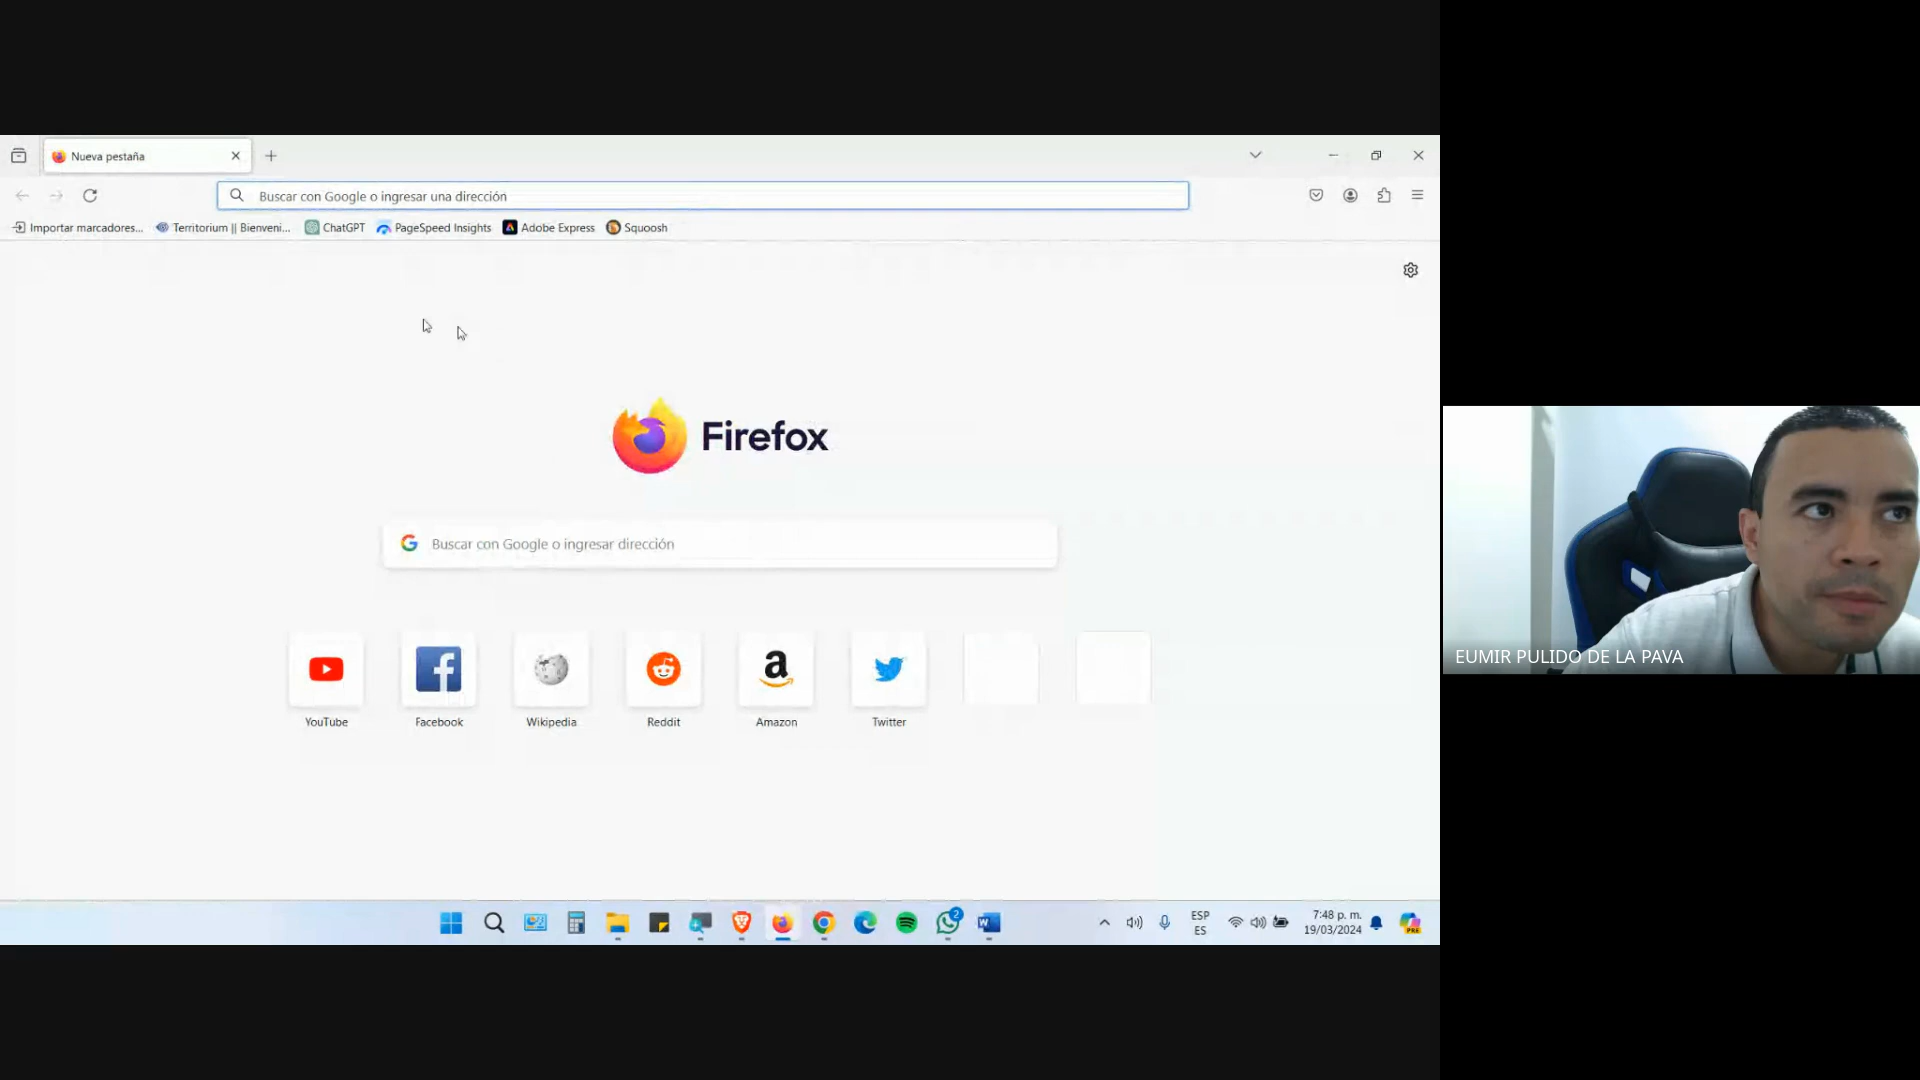 Nueva pestaña
Buscar con Google o ingresar una dirección
Importar marcadores... Territorium || Bienveni... ChatGPT PageSpeed Insights Adobe Express Squoosh
Firefox
Buscar con Google o ingresar dirección
YouTube Facebook Wikipedia Reddit Amazon Twitter
EUMIR PULIDO DE LA PAVA
2
ESP
ES
7:48 p. m.
19/03/2024
PRE